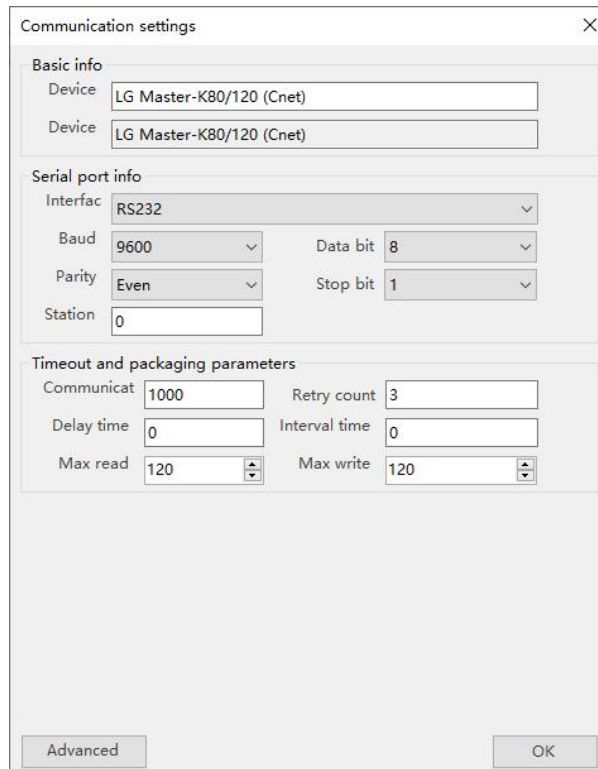 Communication settings
Basic info
Device LG Master-K80/120 (Cnet)
Device LG Master-K80/120 (Cnet)
Serial port info
Interfac RS232
Baud 9600 Data bit 8
Parity Even Stop bit 1
Station 0
Timeout and packaging parameters
Communicat 1000 Retry count 3
Delay time 0 Interval time 0
Max read 120 Max write 120
Advanced OK